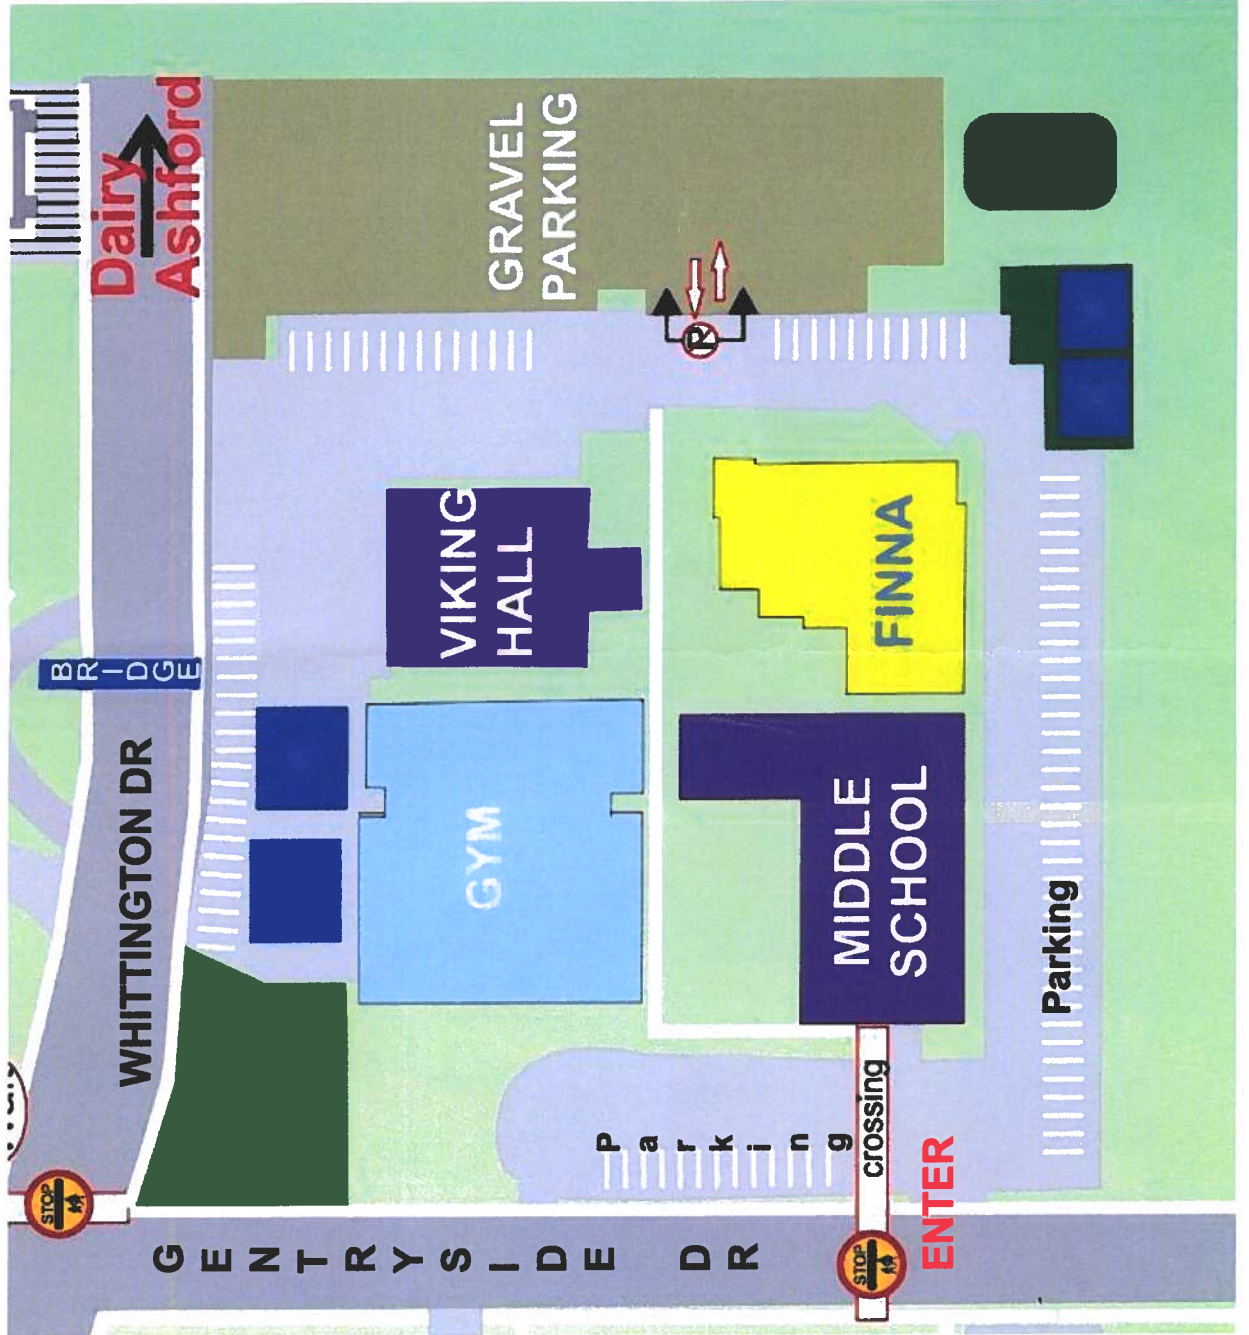 Dairy
Ashford
GRAVEL
PARKING
P
VIKING
HALL
FINNA
BRIDGE
WHITTINGTON DR
GYM
MIDDLE
SCHOOL
Parking
Parking
crossing
STOP
STOP
GENTRYSIDE DR
ENTER